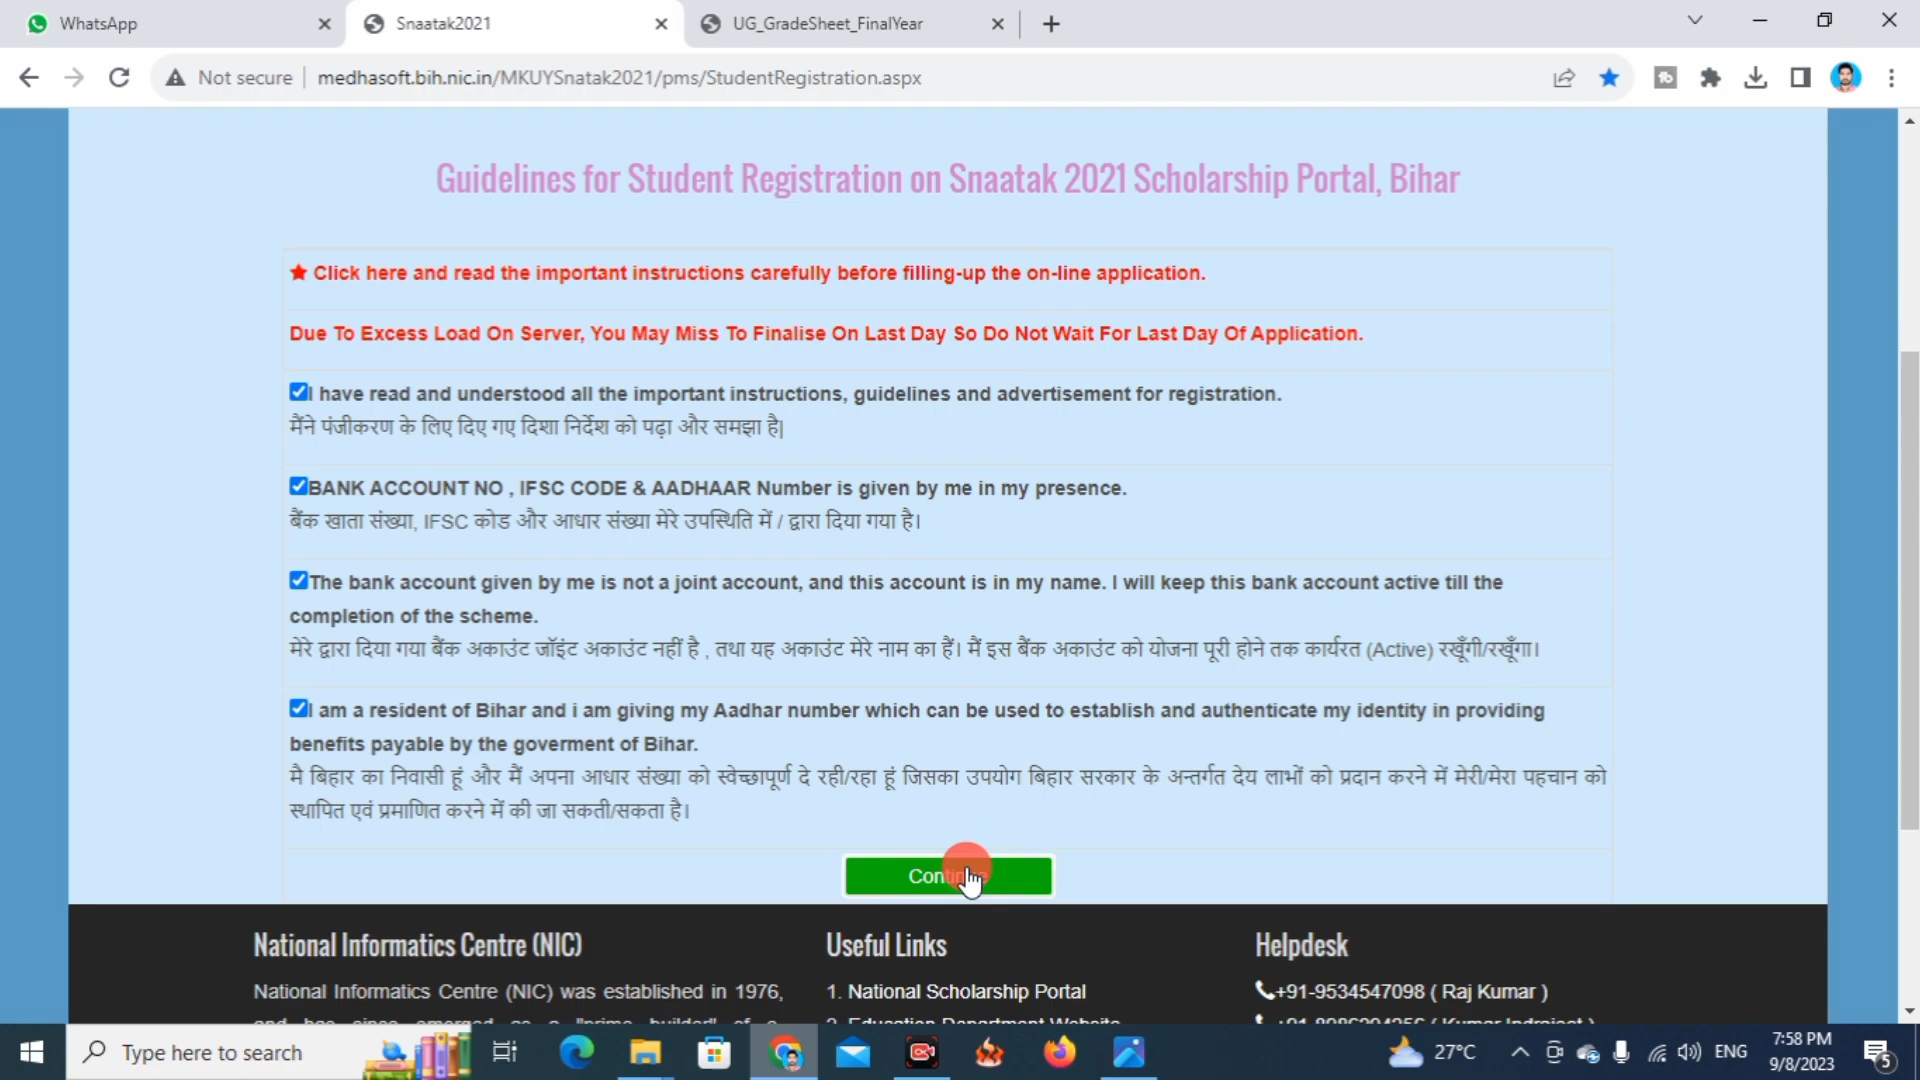 WhatsApp
Snaatak2021
UG_GradeSheet_FinalYear
Not secure
medhasoft.bih.nic.in/MKUYSnatak2021/pms/StudentRegistration.aspx
Guidelines for Student Registration on Snaatak 2021 Scholarship Portal, Bihar
Click here and read the important instructions carefully before filling-up the on-line application.
Due To Excess Load On Server, You May Miss To Finalise On Last Day So Do Not Wait For Last Day Of Application.
I have read and understood all the important instructions, guidelines and advertisement for registration.
मैंने पंजीकरण के लिए दिए गए दिशा निर्देश को पढ़ा और समझा है|
BANK ACCOUNT NO , IFSC CODE & AADHAAR Number is given by me in my presence.
बैंक खाता संख्या, IFSC कोड और आधार संख्या मेरे उपस्थिति में / द्वारा दिया गया है।
The bank account given by me is not a joint account, and this account is in my name. I will keep this bank account active till the
completion of the scheme.
मेरे द्वारा दिया गया बैंक अकाउंट जॉइंट अकाउंट नहीं है , तथा यह अकाउंट मेरे नाम का हैं। मैं इस बैंक अकाउंट को योजना पूरी होने तक कार्यरत (Active) रखूँगी/रखूँगा।
I am a resident of Bihar and i am giving my Aadhar number which can be used to establish and authenticate my identity in providing
benefits payable by the goverment of Bihar.
मै बिहार का निवासी हूं और मैं अपना आधार संख्या को स्वेच्छापूर्ण दे रही/रहा हूं जिसका उपयोग बिहार सरकार के अन्तर्गत देय लाभों को प्रदान करने में मेरी/मेरा पहचान को
स्थापित एवं प्रमाणित करने में की जा सकती/सकता है।
Continue
National Informatics Centre (NIC)
Useful Links
Helpdesk
National Informatics Centre (NIC) was established in 1976,
1. National Scholarship Portal
+91-9534547098 ( Raj Kumar )
2. Education Department Website
Type here to search
27°C
ENG
7:58 PM
9/8/2023
5